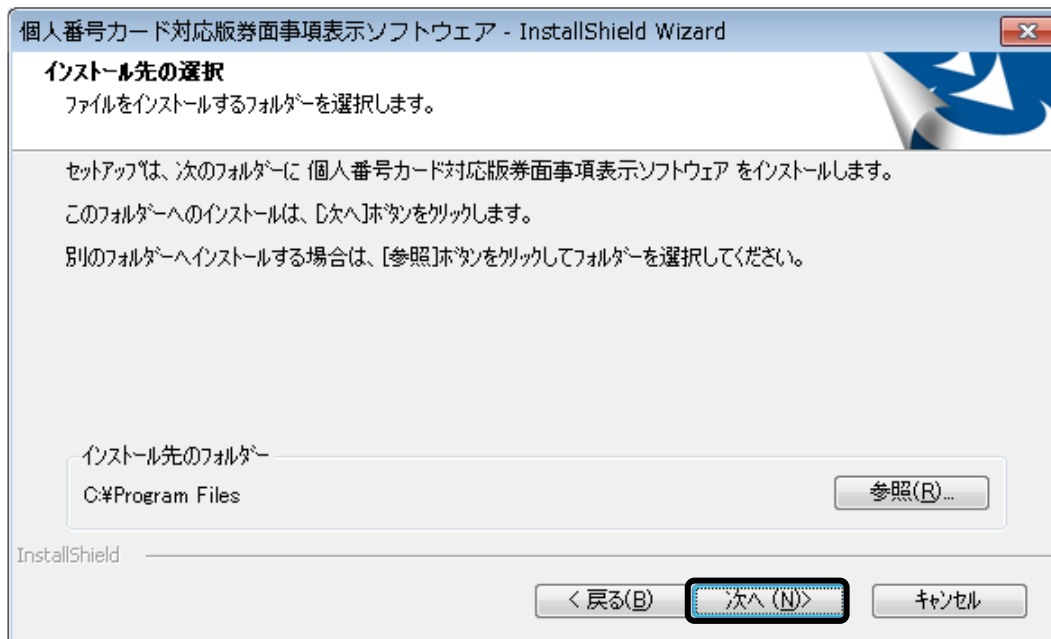 個人番号カード対応版券面事項表示ソフトウェア - InstallShield Wizard
インストール先の選択
ファイルをインストールするフォルダーを選択します。
セットアップは、次のフォルダーに 個人番号カード対応版券面事項表示ソフトウェア をインストールします。
このフォルダーへのインストールは、[次へ]ボタンをクリックします。
別のフォルダーへインストールする場合は、[参照]ボタンをクリックしてフォルダーを選択してください。
インストール先のフォルダー
C:¥Program Files
参照(R)...
InstallShield
< 戻る(B)
次へ (N)>
キャンセル